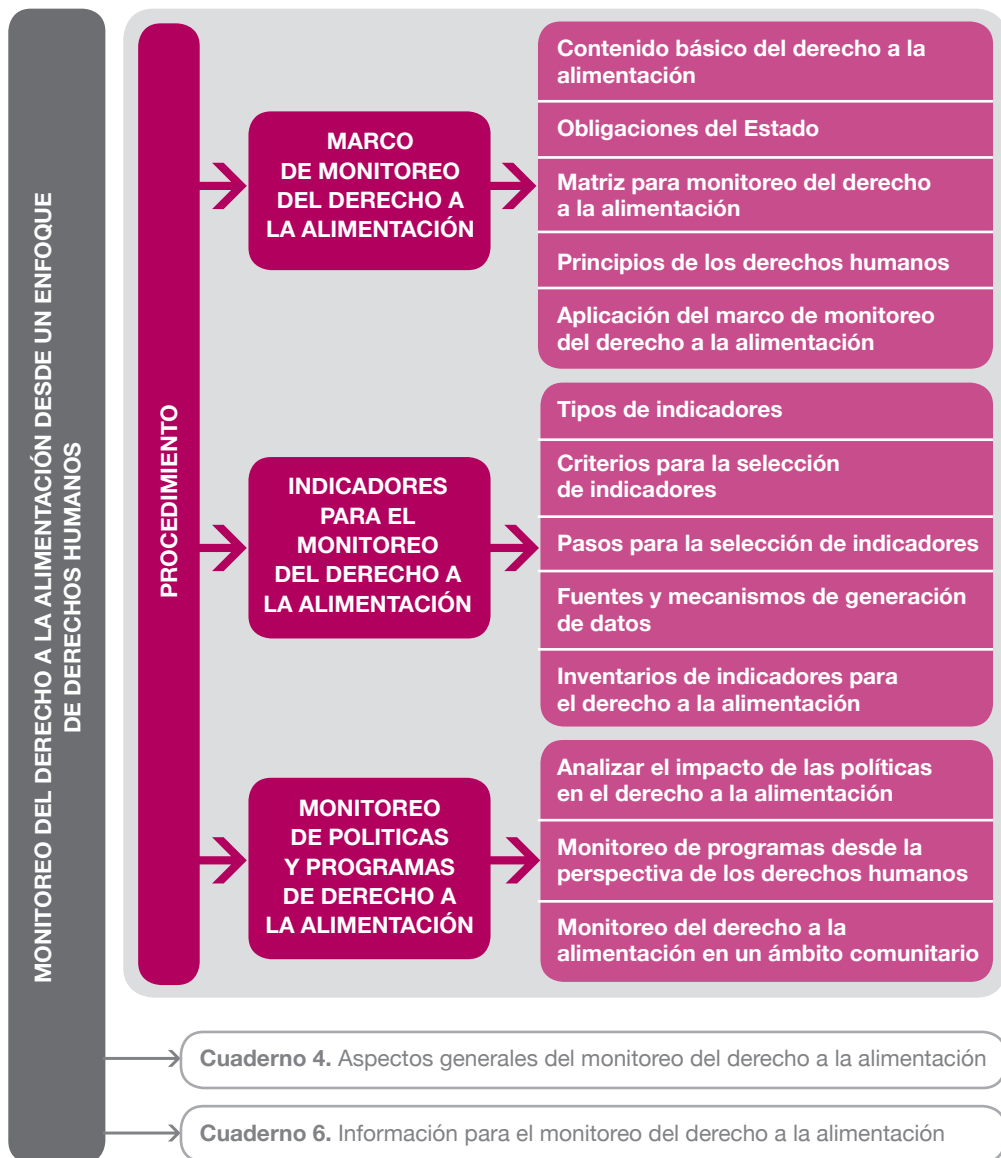 MONITOREO DEL DERECHO A LA ALIMENTACIÓN DESDE UN ENFOQUE
DE DERECHOS HUMANOS
PROCEDIMIENTO
MARCO
DE MONITOREO
DEL DERECHO A
LA ALIMENTACIÓN
Contenido básico del derecho a la
alimentación
Obligaciones del Estado
Matriz para monitoreo del derecho
a la alimentación
Principios de los derechos humanos
Aplicación del marco de monitoreo
del derecho a la alimentación
INDICADORES
PARA EL
MONITOREO
DEL DERECHO A
LA ALIMENTACIÓN
Tipos de indicadores
Criterios para la selección
de indicadores
Pasos para la selección de indicadores
Fuentes y mecanismos de generación
de datos
Inventarios de indicadores para
el derecho a la alimentación
MONITOREO
DE POLITICAS
Y PROGRAMAS
DE DERECHO A
LA ALIMENTACIÓN
Analizar el impacto de las políticas
en el derecho a la alimentación
Monitoreo de programas desde la
perspectiva de los derechos humanos
Monitoreo del derecho a la
alimentación en un ámbito comunitario
Cuaderno 4. Aspectos generales del monitoreo del derecho a la alimentación
Cuaderno 6. Información para el monitoreo del derecho a la alimentación